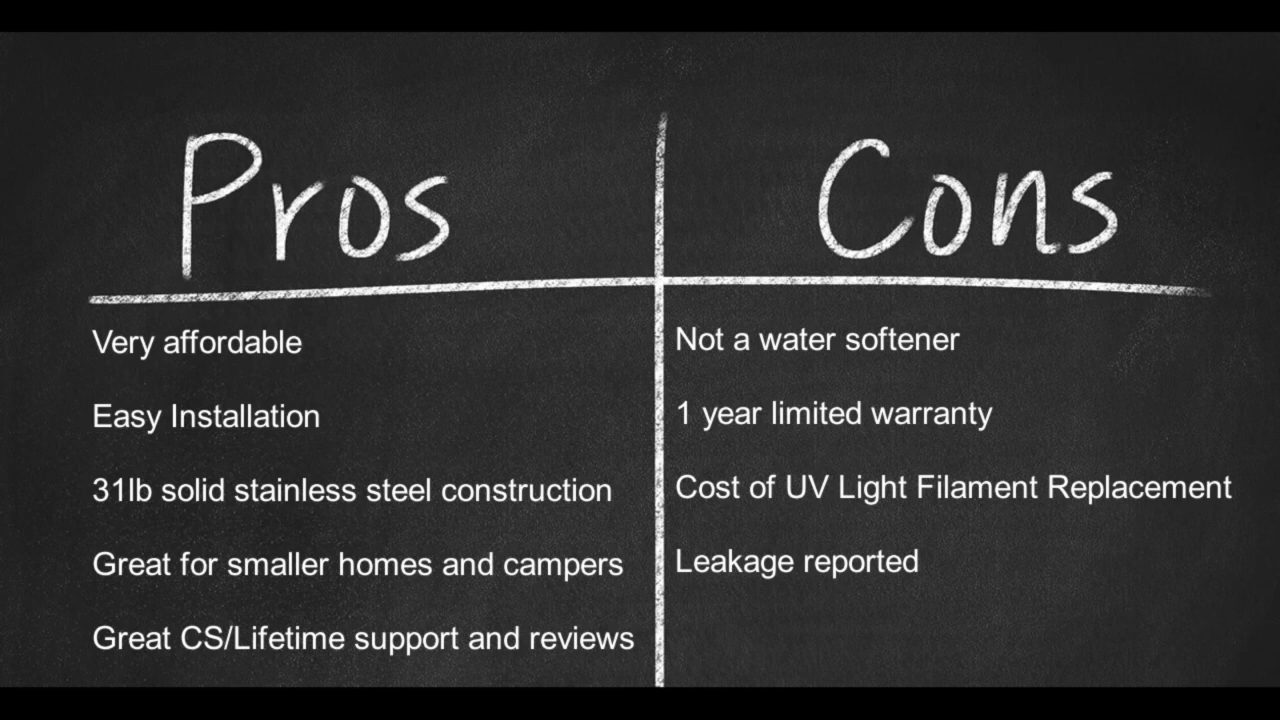 Pros
Cons
Very affordable
Easy Installation
31lb solid stainless steel construction
Great for smaller homes and campers
Great CS/Lifetime support and reviews
Not a water softener
1 year limited warranty
Cost of UV Light Filament Replacement
Leakage reported